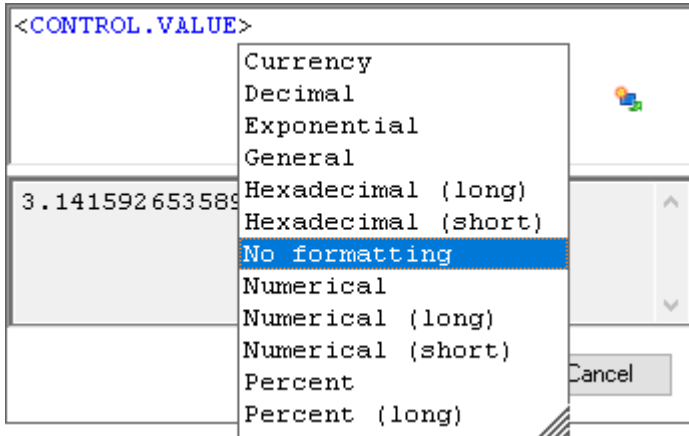 <CONTROL.VALUE>
Currency
Decimal
Exponential
General
Hexadecimal (long)
3.14159265358
Hexadecimal (short)
No formatting
Numerical
Numerical (long)
Numerical (short)
Cancel
Percent
Percent (long)